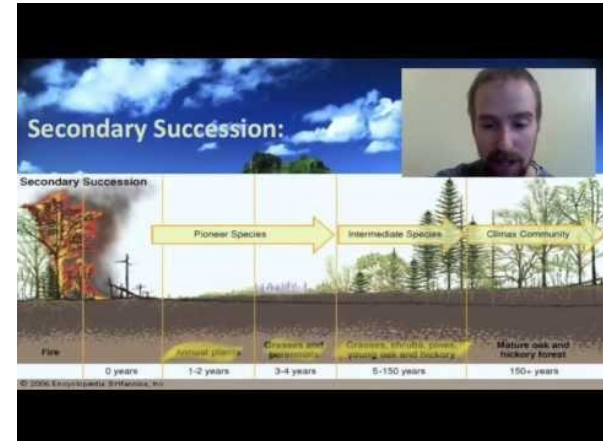 Secondary Succession:
Secondary Succession
Pioneer Species
Intermediate Species
Climax Community
Fire
Annual plants
Grasses and
perennials
Grasses, shrubs, pines,
young oak and hickory
Mature oak and
hickory forest
0 years
1-2 years
3-4 years
5-150 years
150+ years
© 2006 Encyclopædia Britannica, Inc.